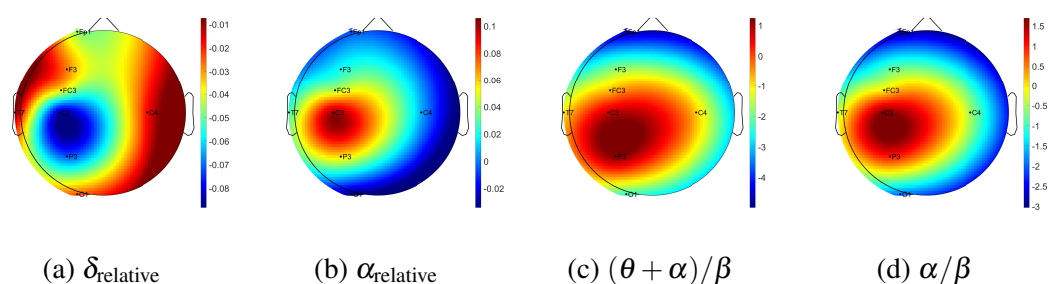 Fp1
F3
FC3
T7
C3
C4
P3
O1
-0.01
-0.02
-0.03
-0.04
-0.05
-0.06
-0.07
-0.08
Fp1
F3
FC3
T7
C3
C4
P3
O1
0.1
0.08
0.06
0.04
0.02
0
-0.02
Fp1
F3
FC3
T7
C3
C4
P3
O1
1
0
-1
-2
-3
-4
Fp1
F3
FC3
T7
C3
C4
P3
O1
1.5
1
0.5
0
-0.5
-1
-1.5
-2
-2.5
-3
(a) δrelative
(b) αrelative
(c) (θ + α)/β
(d) α/β